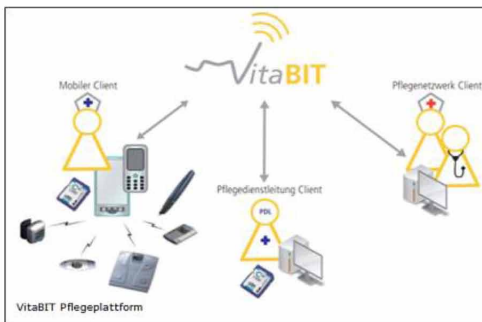 VitaBIT
Mobiler Client
Pflegenetzwerk Client
Pflegedienstleitung Client
PDL
VitaBIT Pflegeplattform